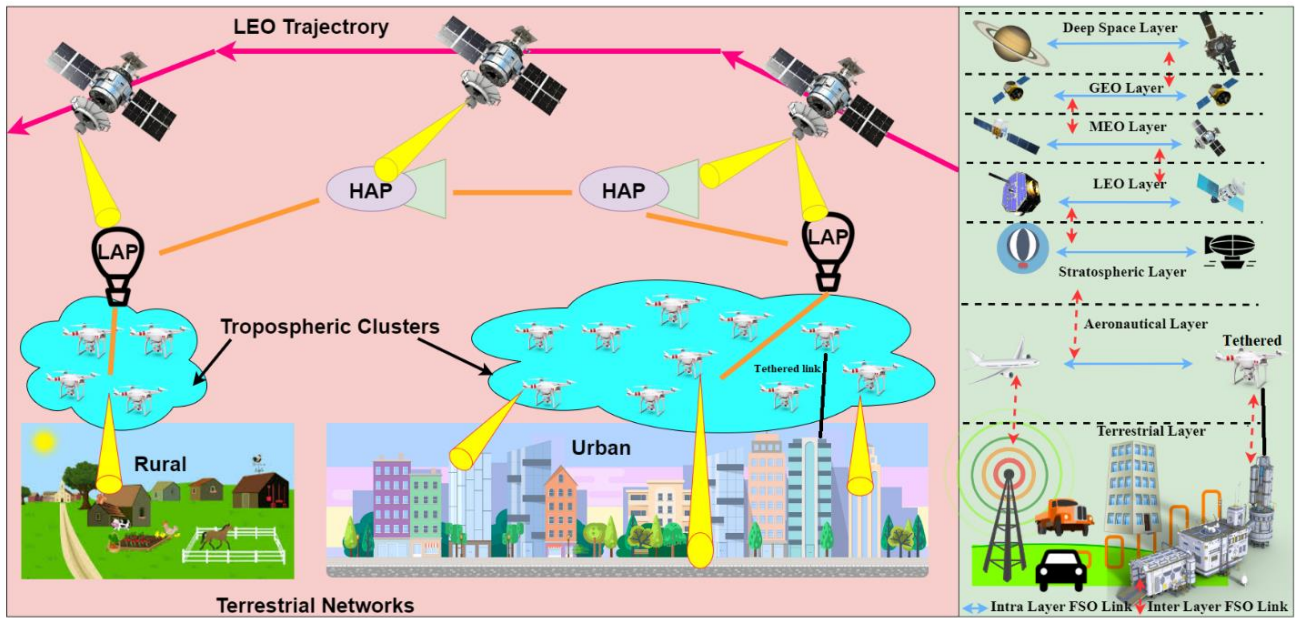 LEO Trajectrory
HAP
HAP
LAP
LAP
Tropospheric Clusters
Tethered link
Rural
Urban
Terrestrial Networks
Deep Space Layer
GEO Layer
MEO Layer
LEO Layer
Stratospheric Layer
Aeronautical Layer
Tethered
Terrestrial Layer
Intra Layer FSO Link
Inter Layer FSO Link